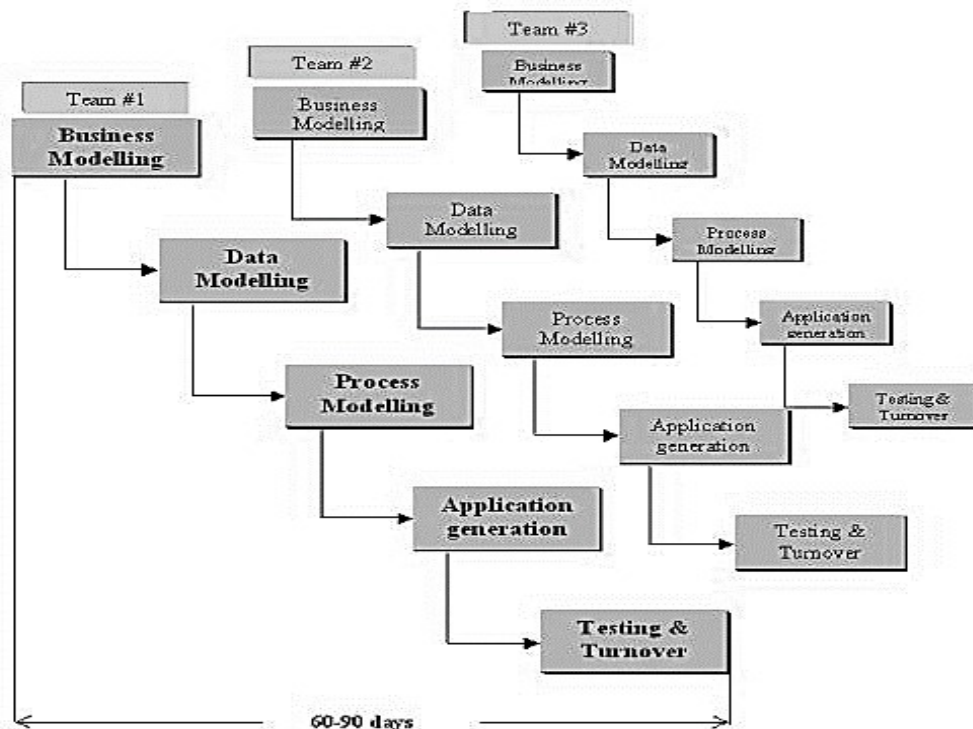 Team #1
Business
Modelling
Data
Modelling
Process
Modelling
Application
generation
Testing &
Turnover
Team #2
Business
Modelling
Data
Modelling
Process
Modelling
Application
generation
Testing &
Turnover
Team #3
Business
Modelling
Data
Modelling
Process
Modelling
Application
generation
Testing &
Turnover
60-90 days